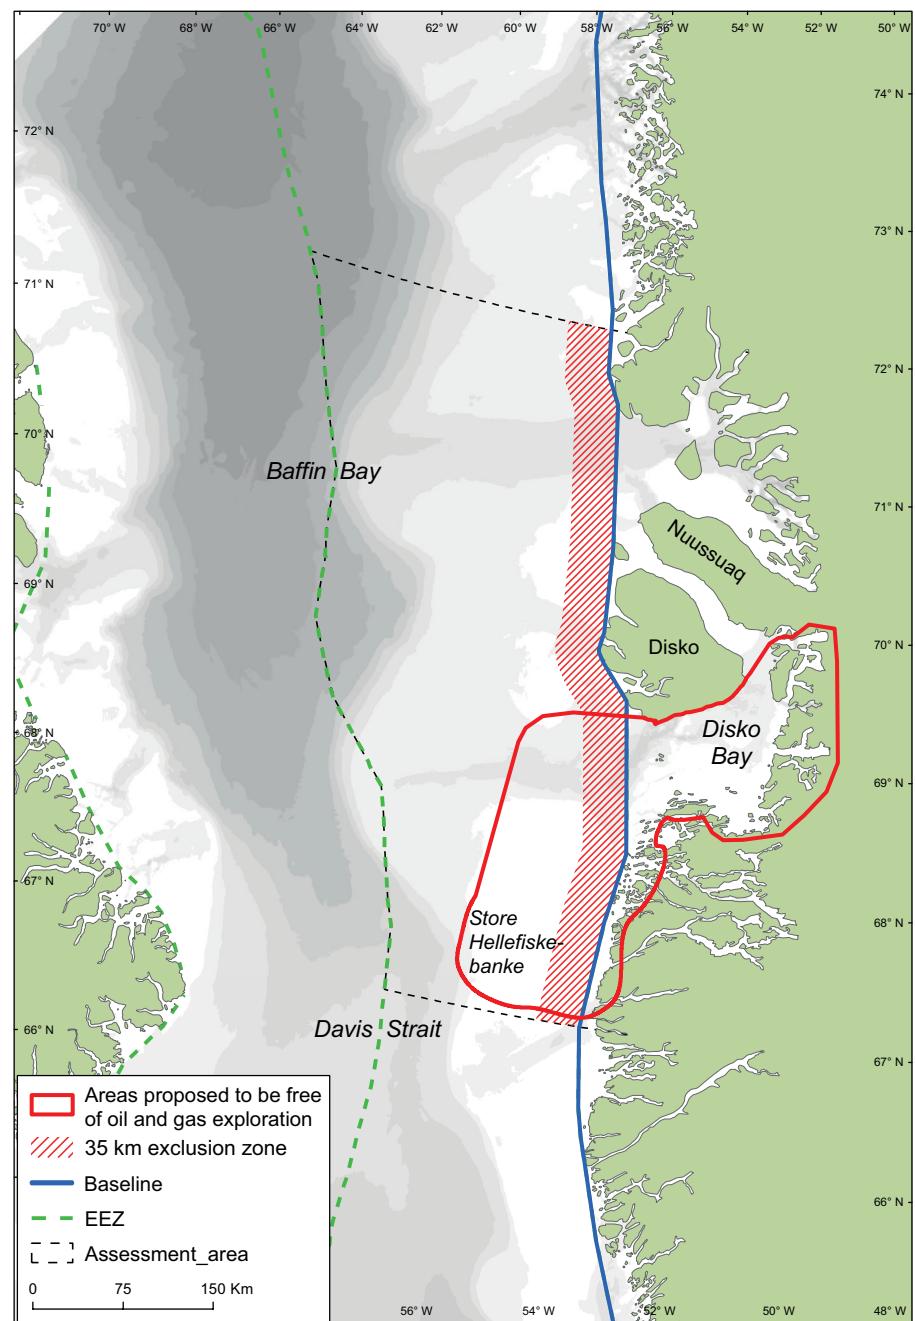 70° W 68° W 66° W 64° W 62° W 60° W 58° W 56° W 54° W 52° W 50° W
74° N
72° N
73° N
71° N
72° N
70° N
Baffin Bay
71° N
Nuussuaq
69° N
70° N
Disko
68° N
Disko
Bay
69° N
67° N
Store
Hellefiske-
banke
68° N
66° N
Davis Strait
67° N
Areas proposed to be free
of oil and gas exploration
35 km exclusion zone
Baseline
66° N
EEZ
Assessment_area
0 75 150 Km
56° W 54° W 52° W 50° W 48° W